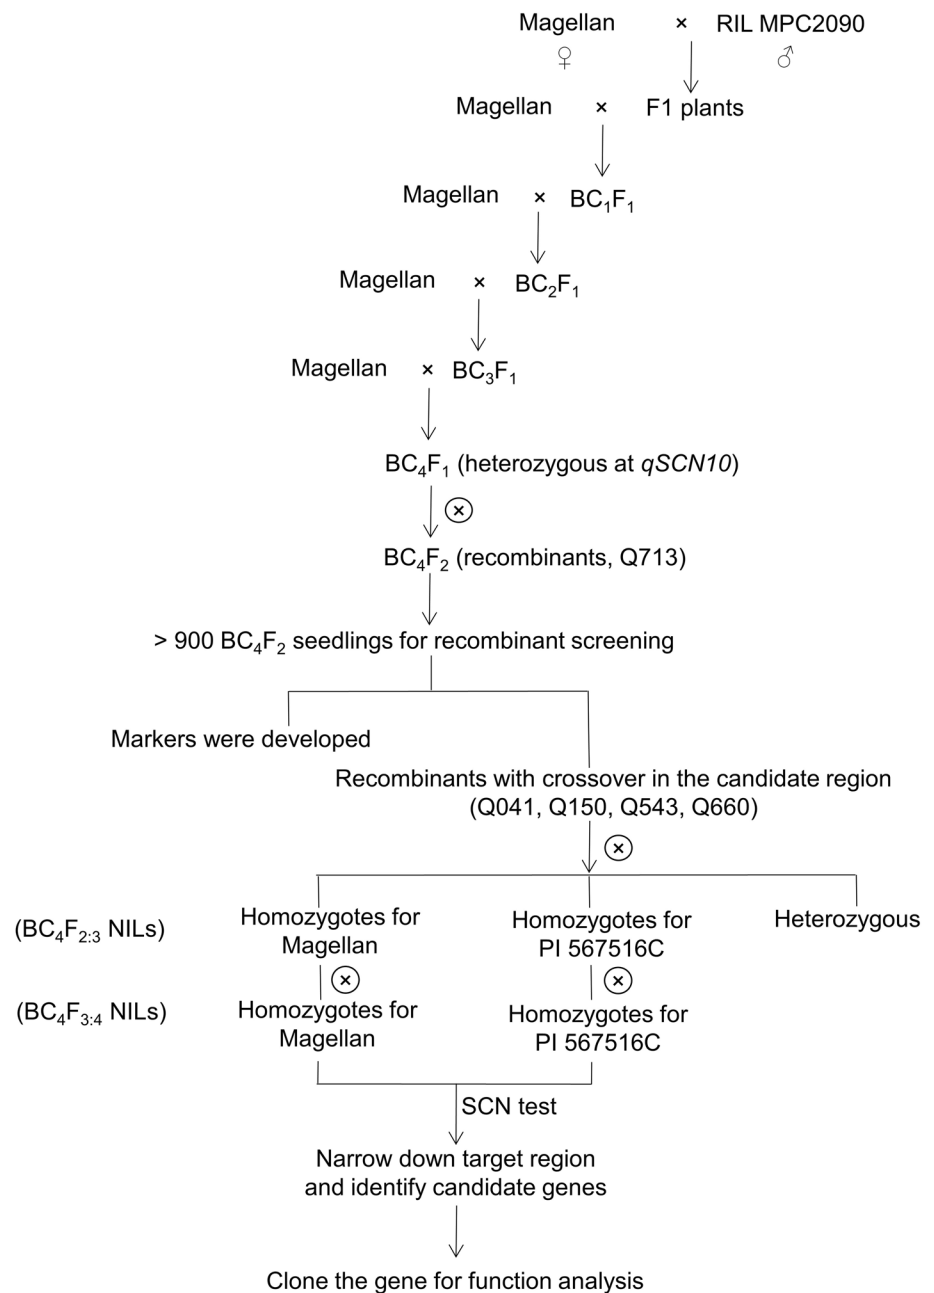 Magellan × RIL MPC2090
♀ ♂
Magellan × F1 plants
Magellan × BC₁F₁
Magellan × BC₂F₁
Magellan × BC₃F₁
BC₄F₁ (heterozygous at qSCN10)
×
BC₄F₂ (recombinants, Q713)
> 900 BC₄F₂ seedlings for recombinant screening
Markers were developed
Recombinants with crossover in the candidate region
(Q041, Q150, Q543, Q660)
×
(BC₄F₂:₃ NILs)
Homozygotes for
Magellan
Homozygotes for
PI 567516C
Heterozygous
× ×
(BC₄F₃:₄ NILs)
Homozygotes for
Magellan
Homozygotes for
PI 567516C
SCN test
Narrow down target region
and identify candidate genes
Clone the gene for function analysis